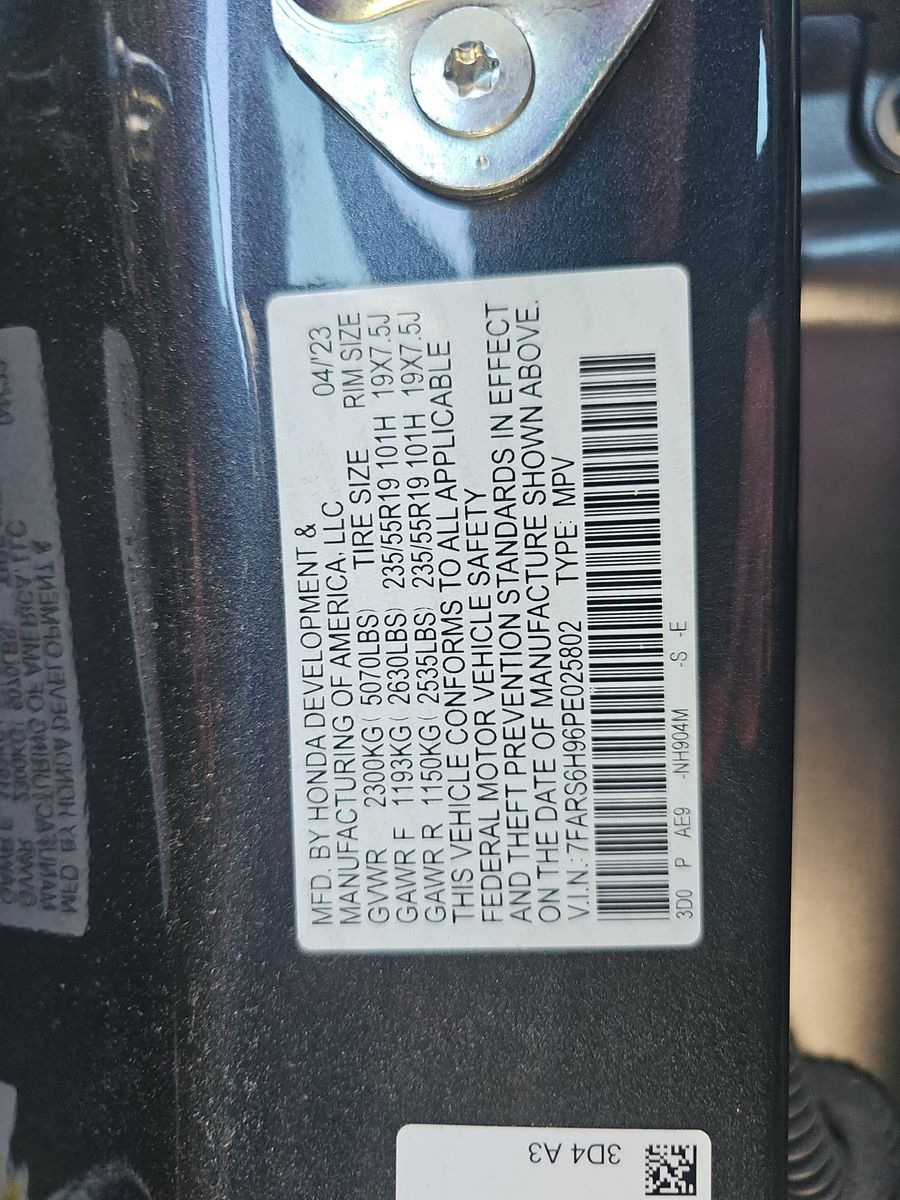 MFD. BY HONDA DEVELOPMENT &
MANUFACTURING OF AMERICA, LLC 04/'23
GVWR 2300KG ( 5070LBS) TIRE SIZE RIM SIZE
GAWR F 1193KG ( 2630LBS) 235/55R19 101H 19X7.5J
GAWR R 1150KG ( 2535LBS) 235/55R19 101H 19X7.5J
THIS VEHICLE CONFORMS TO ALL APPLICABLE
FEDERAL MOTOR VEHICLE SAFETY
AND THEFT PREVENTION STANDARDS IN EFFECT
ON THE DATE OF MANUFACTURE SHOWN ABOVE.
V.I.N.: 7FARS6H96PE025802 TYPE: MPV
3D0 P AE9 -NH904M -S -E
3D4 A3